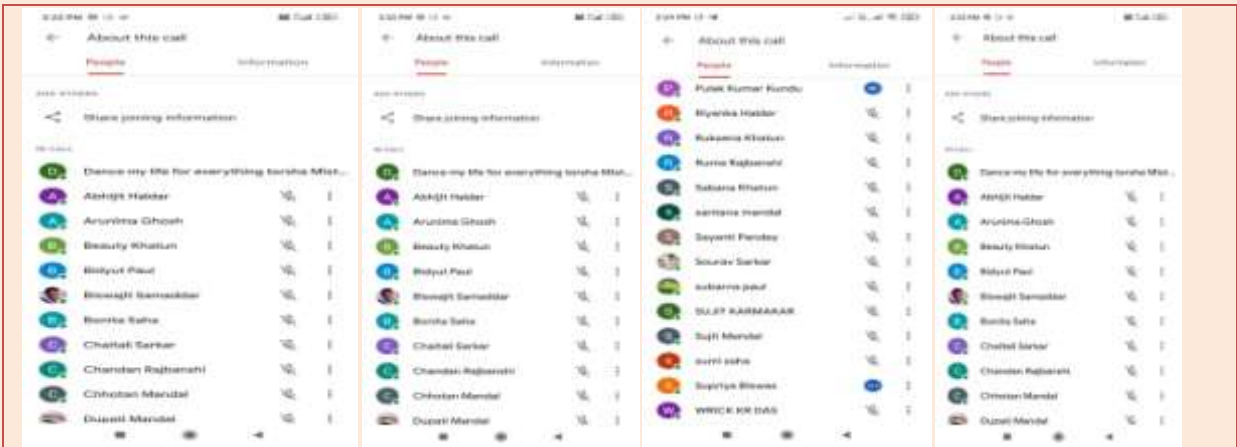 About this call
People Information
Share joining information
Dance my life for everything torsha Mist...
Abhijit Halder
Arunima Ghosh
Beauty Khatun
Bidyut Paul
Biswajit Samaddar
Bonita Saha
Chaitali Sarkar
Chandan Rajbanshi
Chhotan Mandal
Dupati Mandal
About this call
People Information
Share joining information
Dance my life for everything torsha Mist...
Abhijit Halder
Arunima Ghosh
Beauty Khatun
Bidyut Paul
Biswajit Samaddar
Bonita Saha
Chaitali Sarkar
Chandan Rajbanshi
Chhotan Mandal
Dupati Mandal
About this call
People Information
Pulak Kumar Kundu
Riyanka Halder
Ruksena Khatun
Ruma Rajbanshi
Sabana Khatun
santana mandal
Sayanti Pandey
Sourav Sarkar
subarna paul
SUJIT KARMAKAR
Sujit Mandal
sunil saha
Supriya Biswas
WRICK KR DAS
About this call
People Information
Share joining information
Dance my life for everything torsha Mist...
Abhijit Halder
Arunima Ghosh
Beauty Khatun
Bidyut Paul
Biswajit Samaddar
Bonita Saha
Chaitali Sarkar
Chandan Rajbanshi
Chhotan Mandal
Dupati Mandal